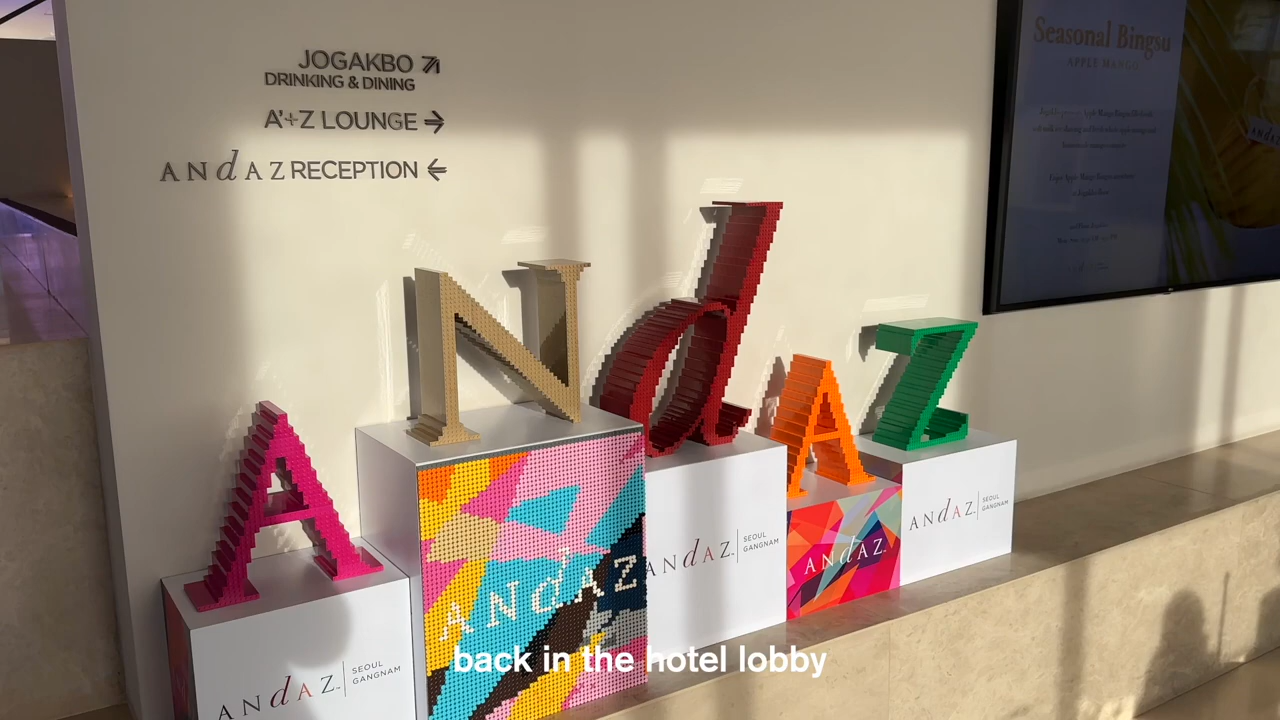 JOGAKBO
DRINKING & DINING
A'+Z LOUNGE →
ANdAZ RECEPTION ←
Seasonal Bingsu
APPLE MANGO
ANdAZ
ANdAZ
SEOUL
GANGNAM
ANdAZ
ANdAZ
SEOUL
GANGNAM
ANdAZ
ANdAZ
SEOUL
GANGNAM
back in the hotel lobby